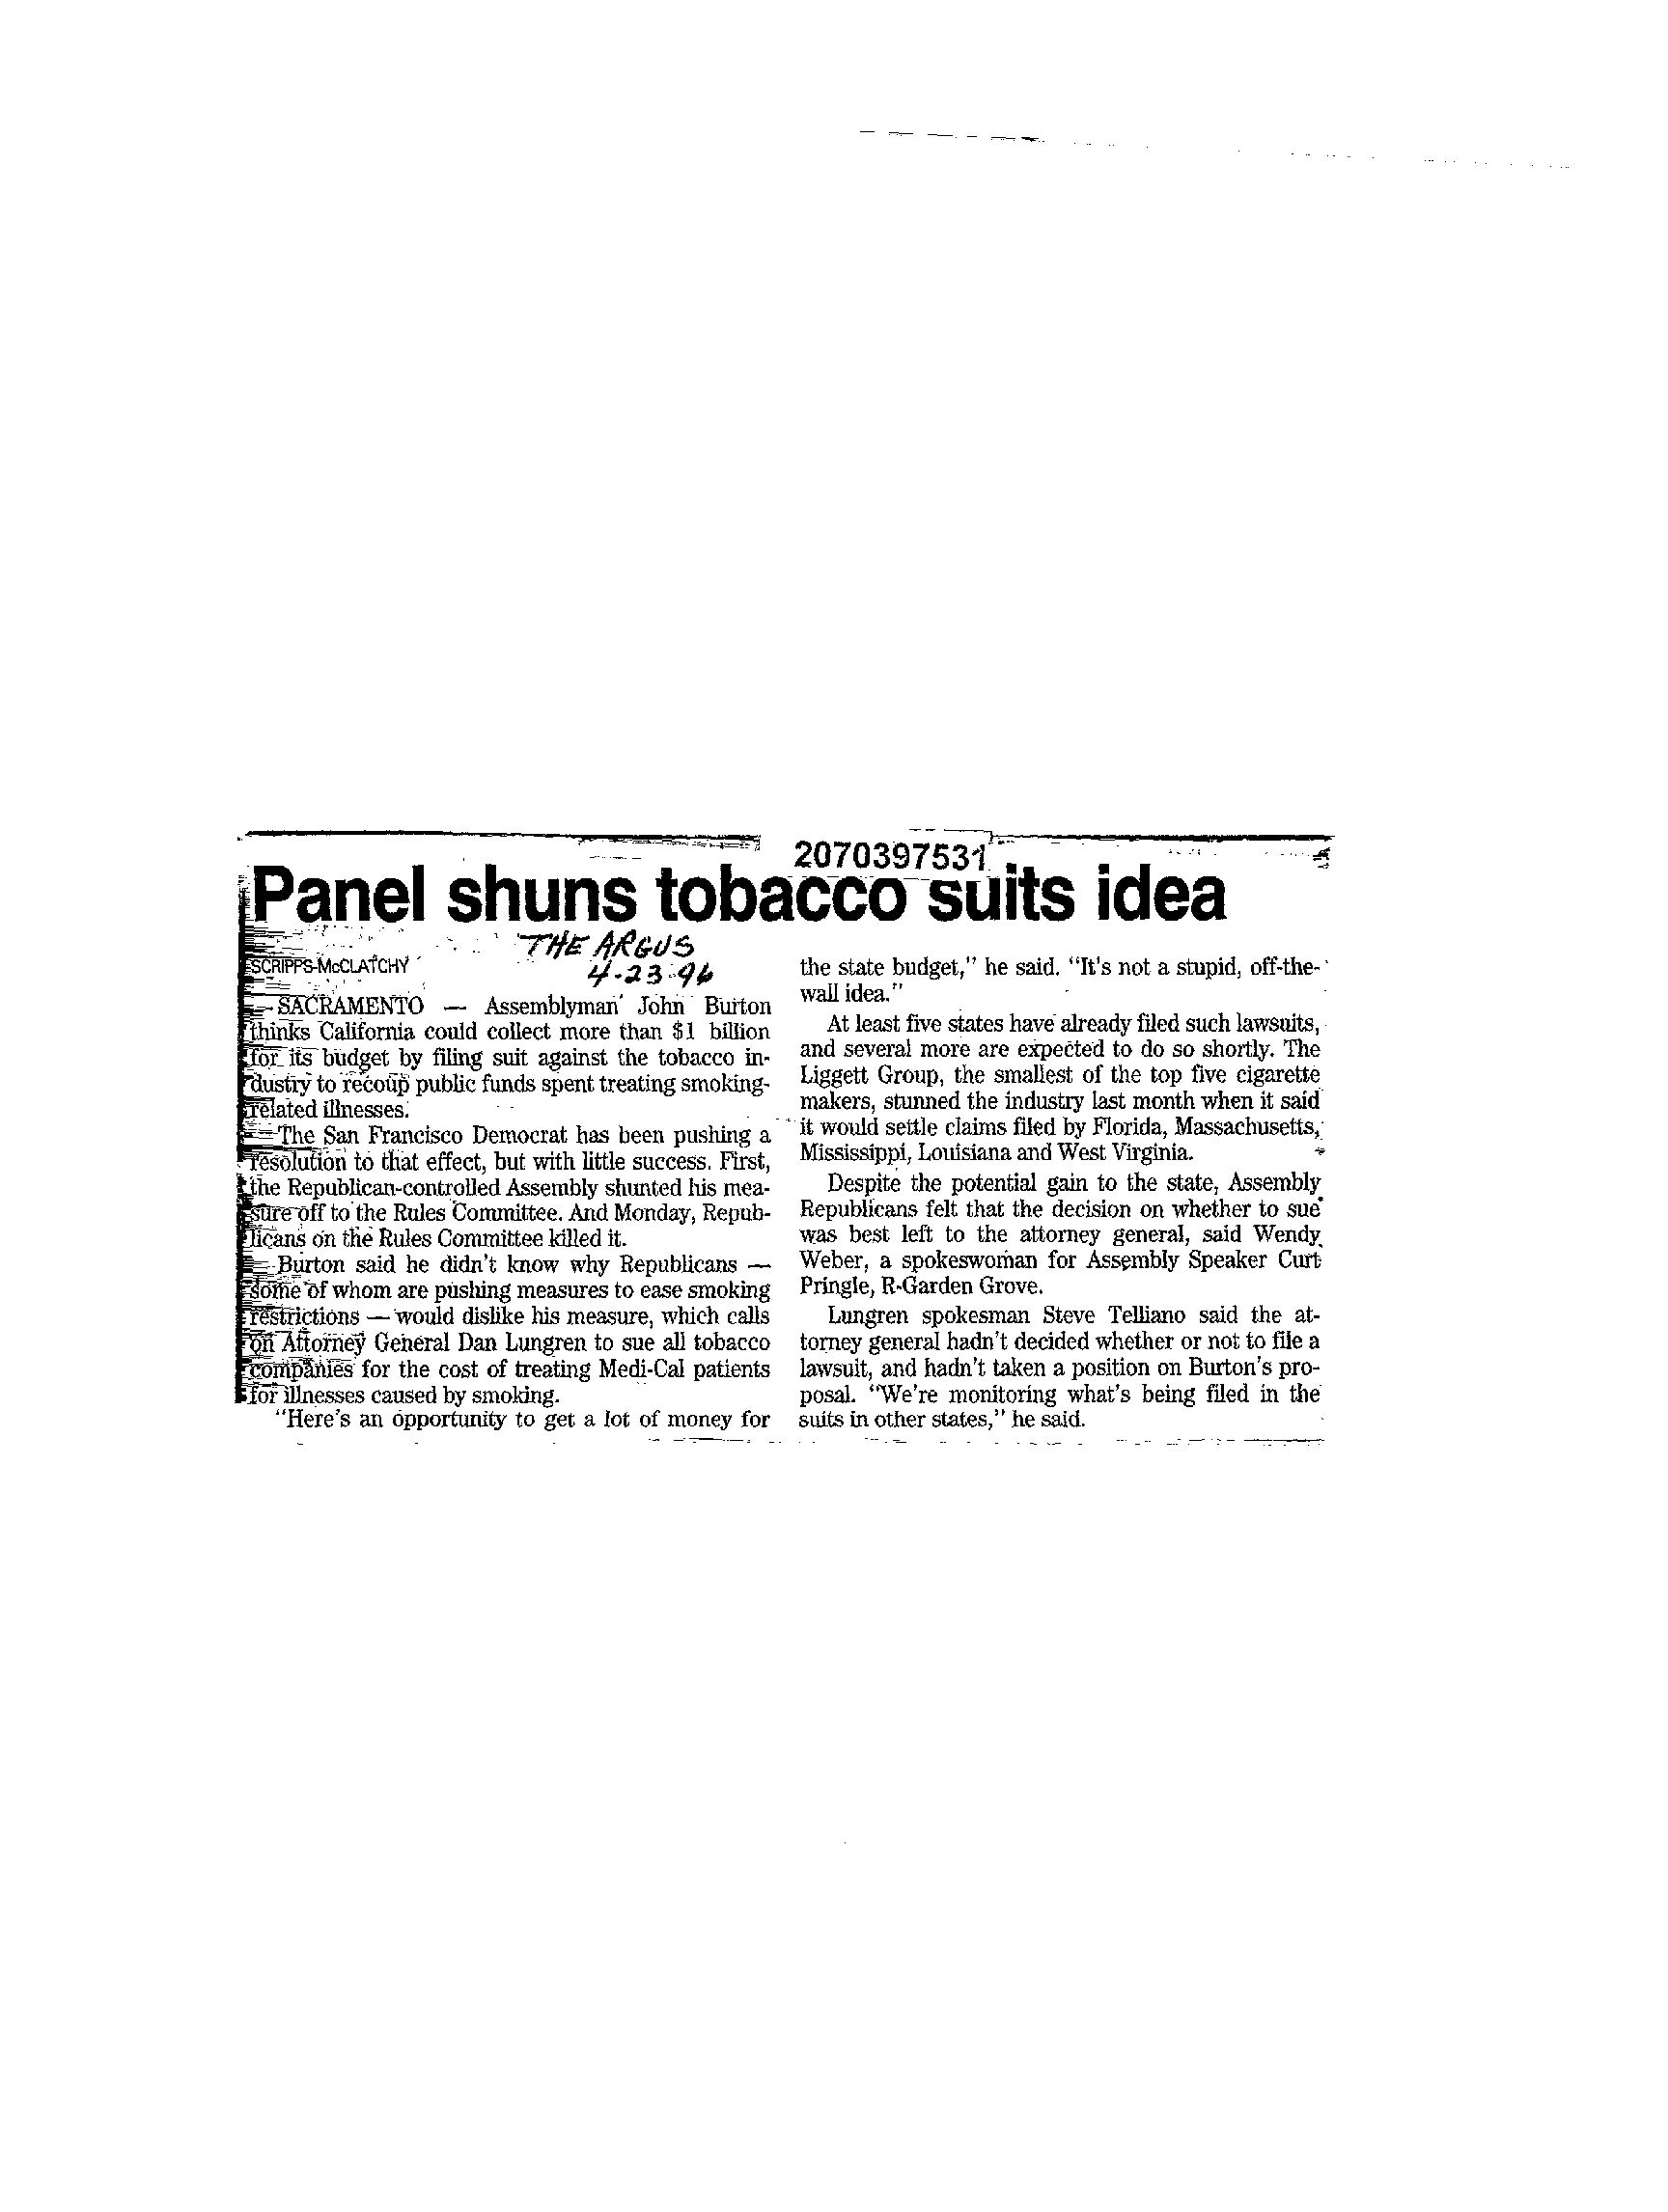 2070397531
Panel shuns tobacco suits idea
THE ARGUS
4-23-96
SCRIPPS-McCLATCHY
SACRAMENTO — Assemblyman John Burton
thinks California could collect more than $1 billion
for its budget by filing suit against the tobacco in-
dustry to recoup public funds spent treating smoking-
related illnesses.
The San Francisco Democrat has been pushing a
resolution to that effect, but with little success. First,
the Republican-controlled Assembly shunted his mea-
sure off to the Rules Committee. And Monday, Repub-
licans on the Rules Committee killed it.
Burton said he didn't know why Republicans —
some of whom are pushing measures to ease smoking
restrictions — would dislike his measure, which calls
on Attorney General Dan Lungren to sue all tobacco
companies for the cost of treating Medi-Cal patients
for illnesses caused by smoking.
"Here's an opportunity to get a lot of money for
the state budget," he said. "It's not a stupid, off-the-
wall idea."
At least five states have already filed such lawsuits,
and several more are expected to do so shortly. The
Liggett Group, the smallest of the top five cigarette
makers, stunned the industry last month when it said
it would settle claims filed by Florida, Massachusetts,
Mississippi, Louisiana and West Virginia.
Despite the potential gain to the state, Assembly
Republicans felt that the decision on whether to sue
was best left to the attorney general, said Wendy
Weber, a spokeswoman for Assembly Speaker Curt
Pringle, R-Garden Grove.
Lungren spokesman Steve Telliano said the at-
torney general hadn't decided whether or not to file a
lawsuit, and hadn't taken a position on Burton's pro-
posal. "We're monitoring what's being filed in the
suits in other states," he said.